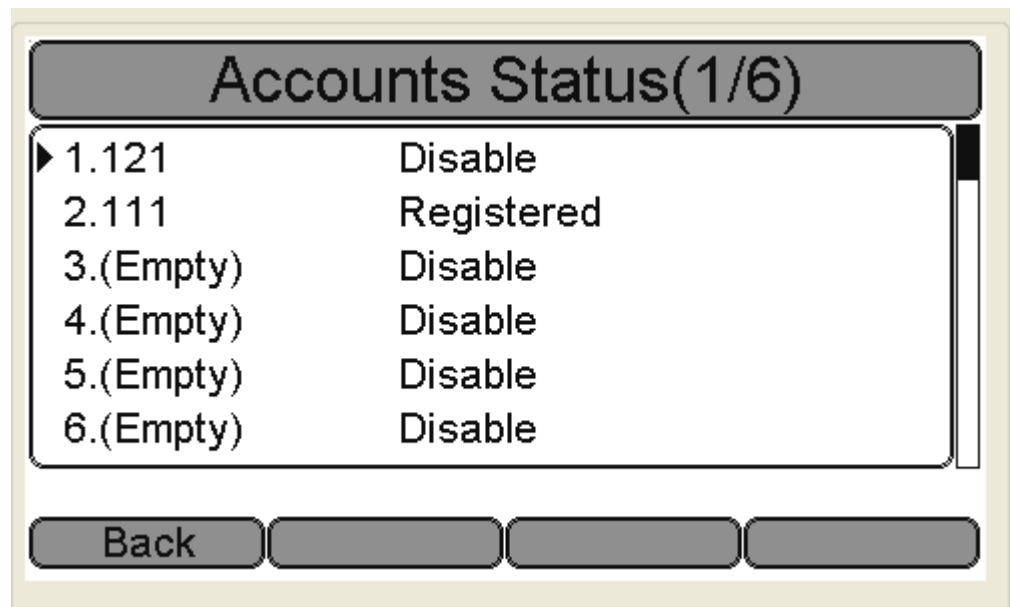 Accounts Status(1/6)
1.121 Disable
2.111 Registered
3.(Empty) Disable
4.(Empty) Disable
5.(Empty) Disable
6.(Empty) Disable
Back